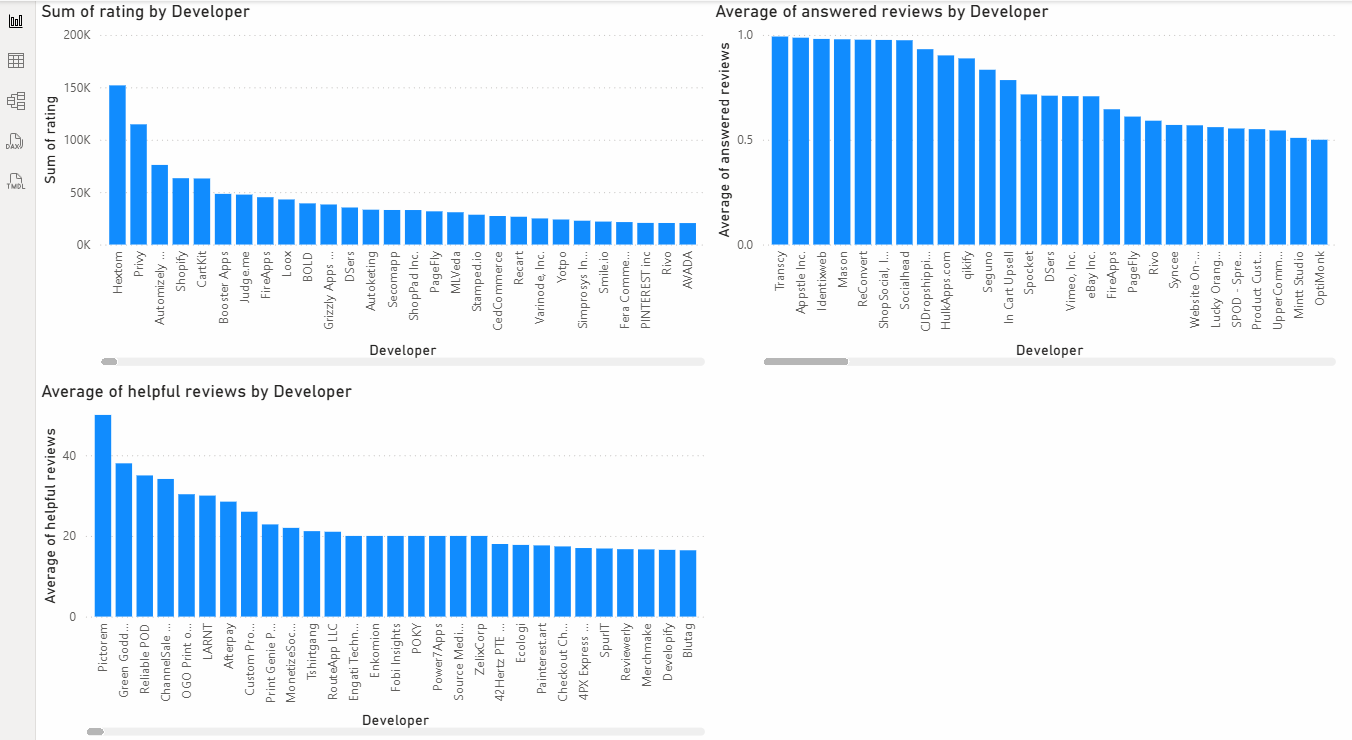 Sum of rating by Developer
200K
150K
100K
50K
0K
Sum of rating
Hextom
Privy
Automizely ...
Shopify
CartKit
Booster Apps
Judge.me
FireApps
Loox
BOLD
Grizzly Apps ...
DSers
Autoketing
Secomapp
ShopPad Inc.
PageFly
MLVeda
Stamped.io
CedCommerce
Recart
Varinode, Inc.
Yotpo
Simprosys In...
Smile.io
Fera Comme...
PINTEREST inc
Rivo
AVADA
Developer
Average of answered reviews by Developer
1.0
0.5
0.0
Average of answered reviews
Transcy
Appstle Inc.
Identixweb
Mason
ReConvert
ShopSocial, I...
Socialhead
CJDropshippi...
HulkApps.com
qikify
Seguno
In Cart Upsell
Spocket
DSers
Vimeo, Inc.
eBay Inc.
FireApps
PageFly
Rivo
Syncee
Website On-...
Lucky Orang...
SPOD - Spre...
Product Cust...
UpperComm...
Mintt Studio
OptiMonk
Developer
Average of helpful reviews by Developer
40
20
0
Average of helpful reviews
Pictorem
Green Godd...
Reliable POD
ChannelSale ...
OGO Print o...
LARNT
Afterpay
Custom Pro...
Print Genie P...
MonetizeSoc...
Tshirtgang
RouteApp LLC
Engati Techn...
Enkomion
Fobi Insights
POKY
Power7Apps
Source Medi...
ZelixCorp
42Hertz PTE ...
Ecologi
Painterest.art
Checkout Ch...
4PX Express ...
SpurIT
Reviewerly
Merchmake
Developify
Blutag
Developer
DAX
TMDL